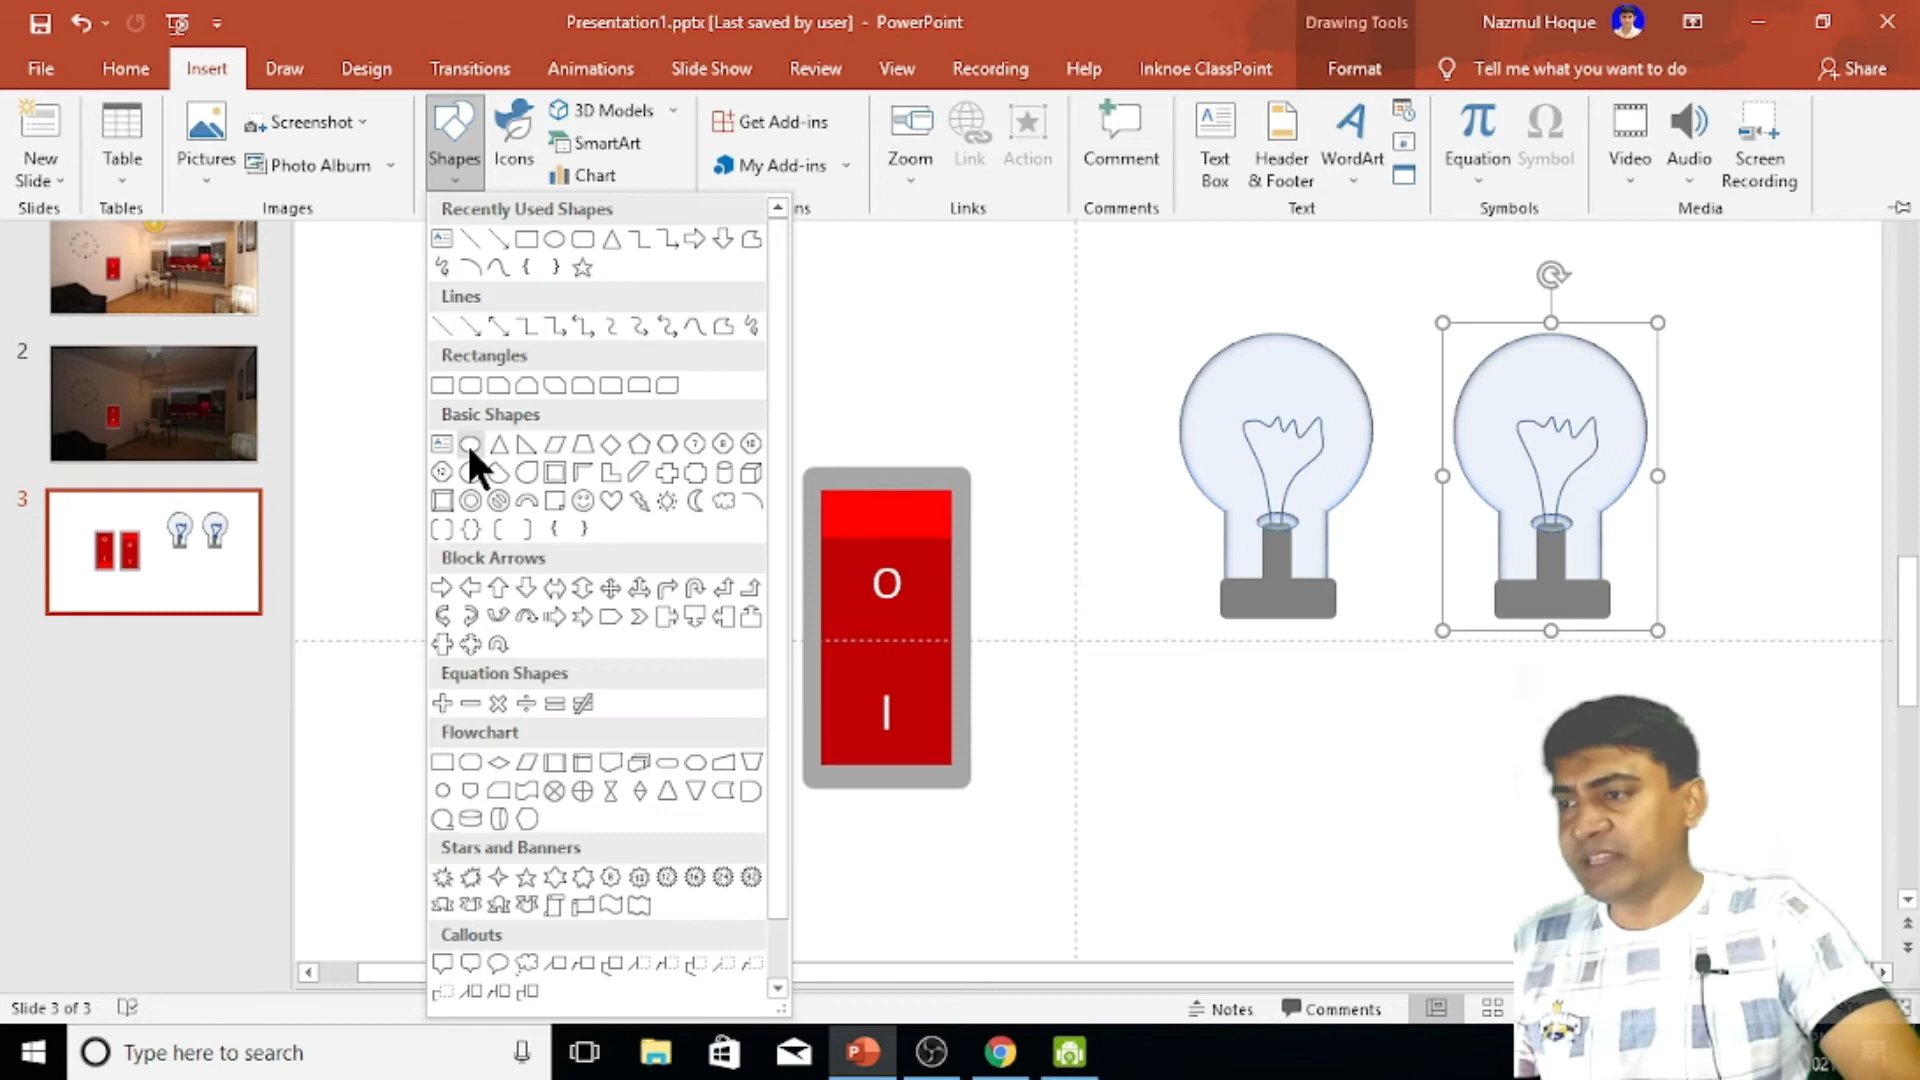 Presentation1.pptx [Last saved by user] - PowerPoint
Drawing Tools
Nazmul Hoque
File
Home
Insert
Draw
Design
Transitions
Animations
Slide Show
Review
View
Recording
Help
Inknoe ClassPoint
Format
Tell me what you want to do
Share
New Slide
Table
Pictures
Screenshot
Photo Album
Shapes
Icons
3D Models
SmartArt
Chart
Get Add-ins
My Add-ins
Zoom
Link
Action
Comment
Text Box
Header & Footer
WordArt
Equation
Symbol
Video
Audio
Screen Recording
Slides
Tables
Images
ns
Links
Comments
Text
Symbols
Media
Recently Used Shapes
Lines
Rectangles
Basic Shapes
Block Arrows
Equation Shapes
Flowchart
Stars and Banners
Callouts
2
3
O
I
Slide 3 of 3
Notes
Comments
Type here to search